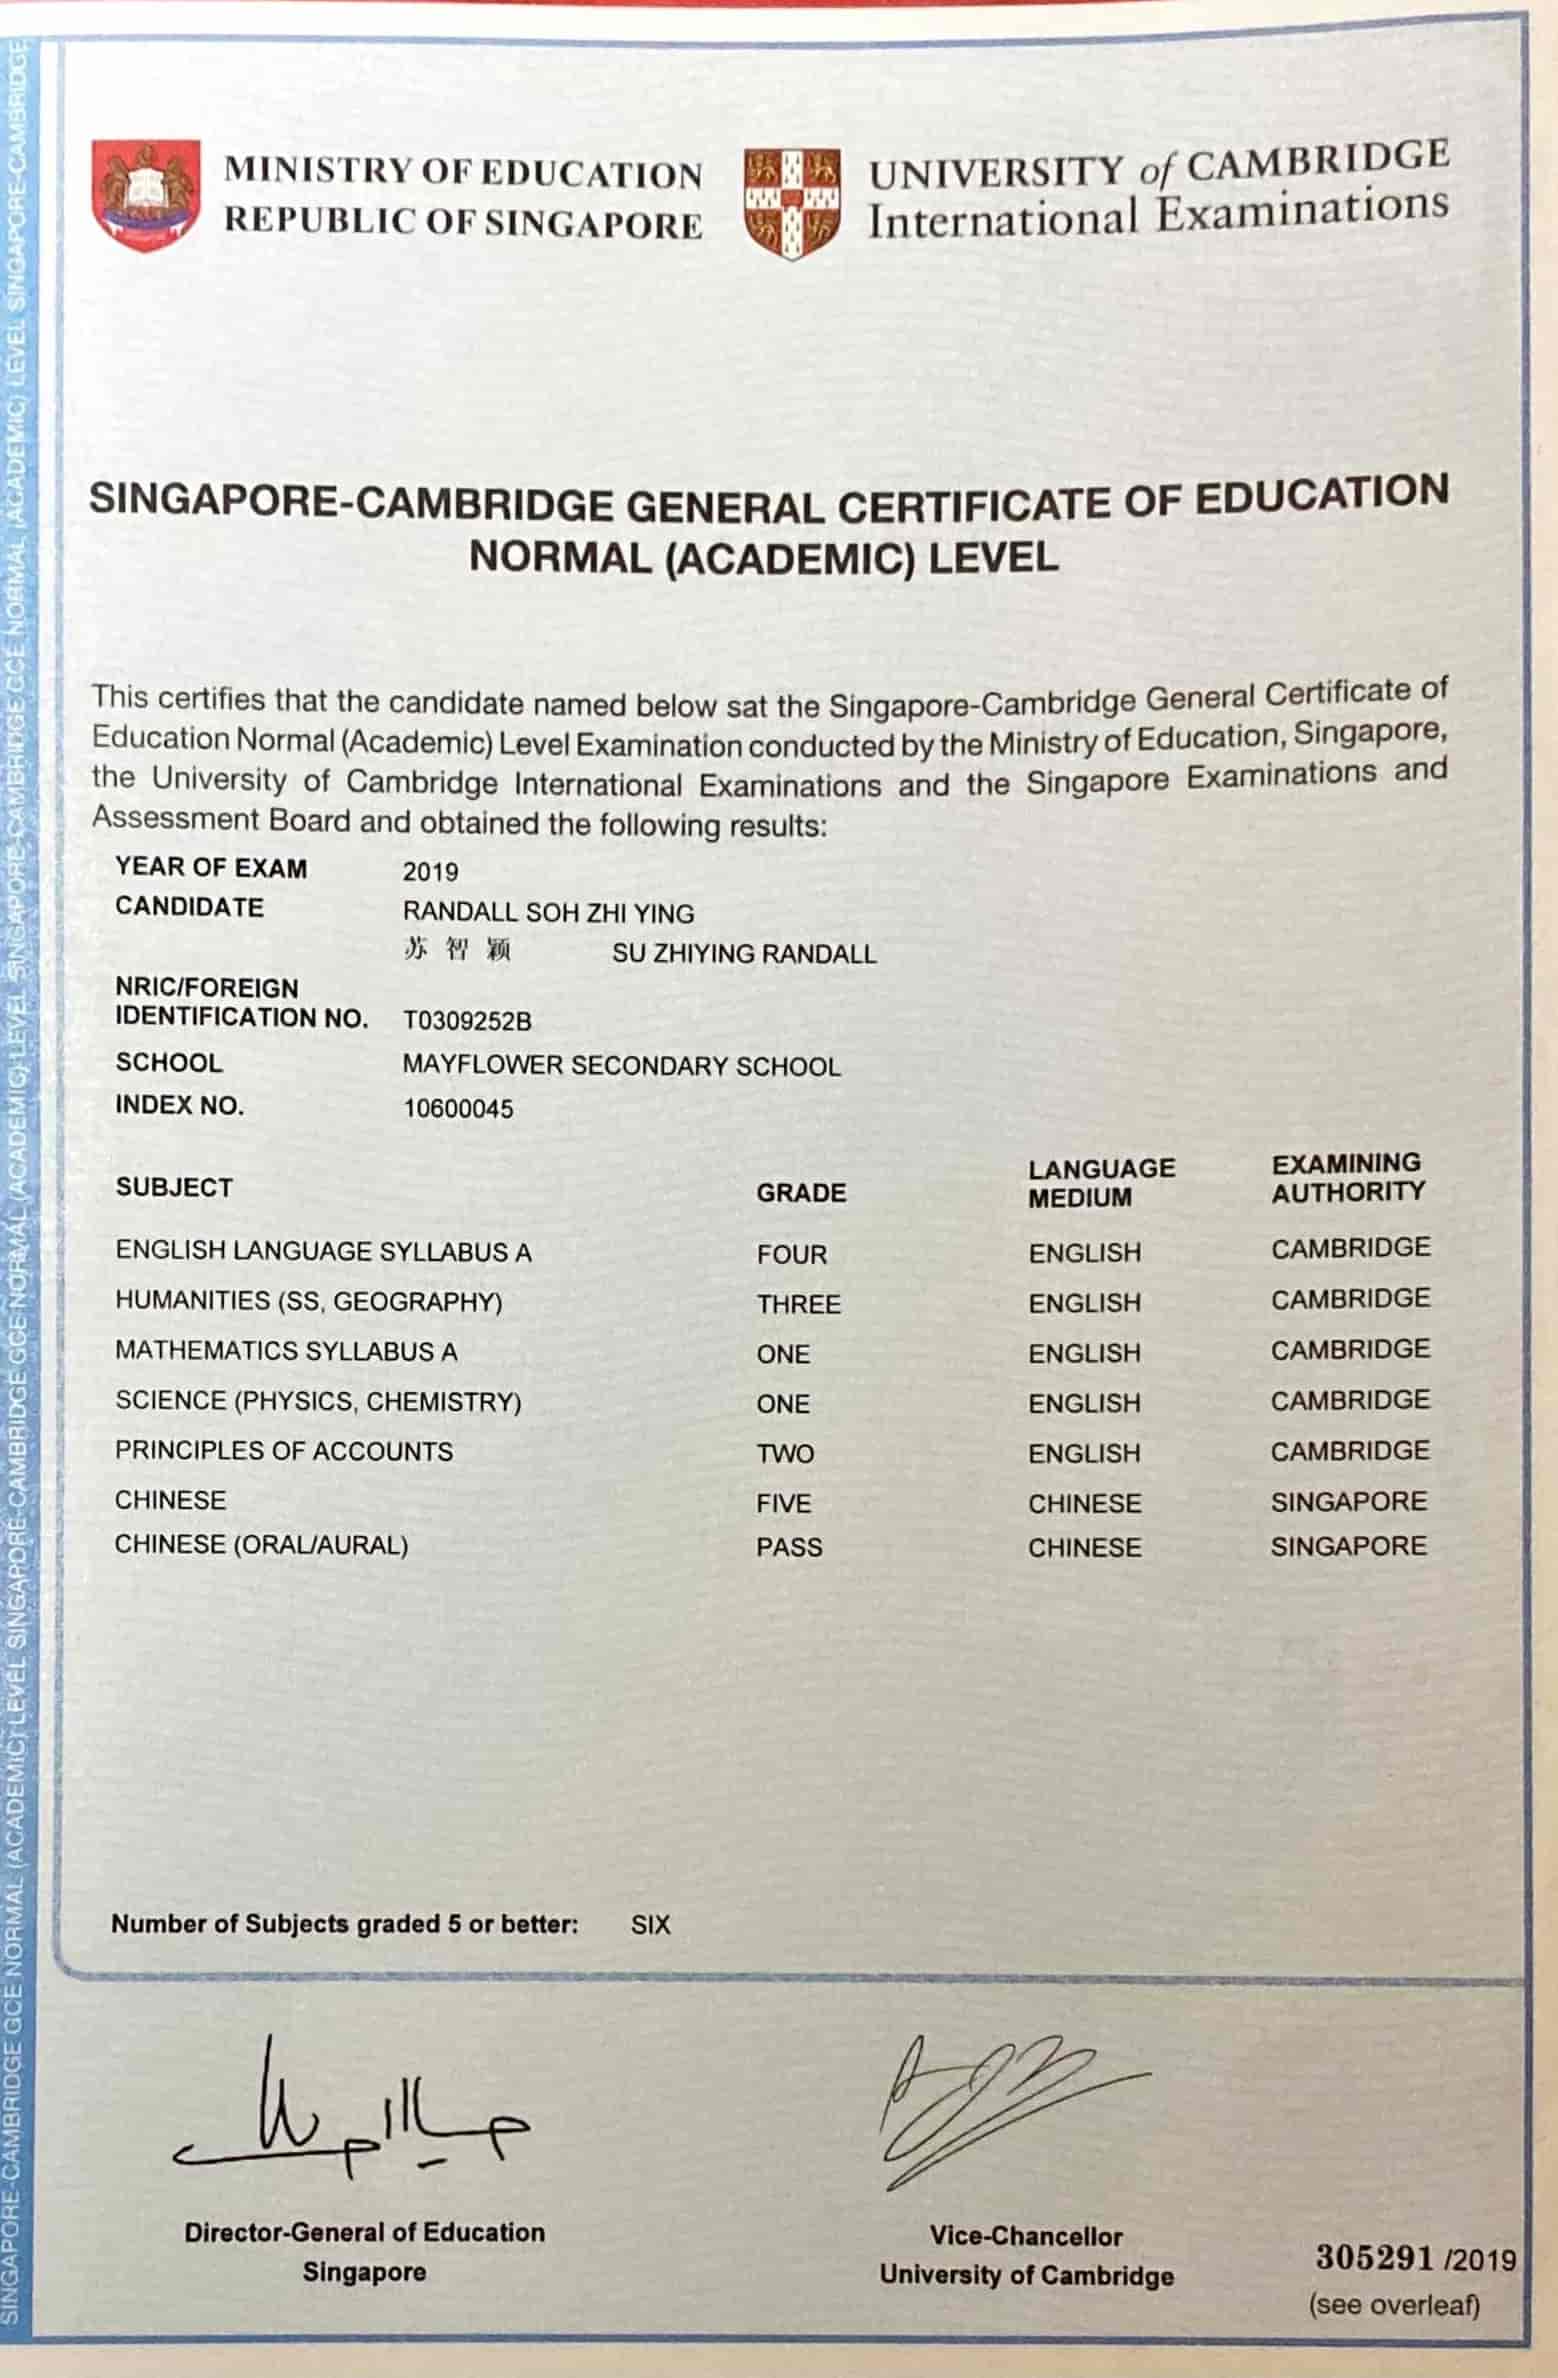 MINISTRY OF EDUCATION
REPUBLIC OF SINGAPORE
UNIVERSITY of CAMBRIDGE
International Examinations
SINGAPORE-CAMBRIDGE GENERAL CERTIFICATE OF EDUCATION
NORMAL (ACADEMIC) LEVEL
This certifies that the candidate named below sat the Singapore-Cambridge General Certificate of
Education Normal (Academic) Level Examination conducted by the Ministry of Education, Singapore,
the University of Cambridge International Examinations and the Singapore Examinations and
Assessment Board and obtained the following results:
YEAR OF EXAM 2019
CANDIDATE RANDALL SOH ZHI YING
苏 智 颖 SU ZHIYING RANDALL
NRIC/FOREIGN
IDENTIFICATION NO. T0309252B
SCHOOL MAYFLOWER SECONDARY SCHOOL
INDEX NO. 10600045
SUBJECT GRADE LANGUAGE MEDIUM EXAMINING AUTHORITY
ENGLISH LANGUAGE SYLLABUS A FOUR ENGLISH CAMBRIDGE
HUMANITIES (SS, GEOGRAPHY) THREE ENGLISH CAMBRIDGE
MATHEMATICS SYLLABUS A ONE ENGLISH CAMBRIDGE
SCIENCE (PHYSICS, CHEMISTRY) ONE ENGLISH CAMBRIDGE
PRINCIPLES OF ACCOUNTS TWO ENGLISH CAMBRIDGE
CHINESE FIVE CHINESE SINGAPORE
CHINESE (ORAL/AURAL) PASS CHINESE SINGAPORE
Number of Subjects graded 5 or better: SIX
Director-General of Education
Singapore
Vice-Chancellor
University of Cambridge
305291 /2019
(see overleaf)
SINGAPORE-CAMBRIDGE GCE NORMAL (ACADEMIC) LEVEL SINGAPORE-CAMBRIDGE GCE NORMAL (ACADEMIC) LEVEL SINGAPORE-CAMBRIDGE GCE NORMAL (ACADEMIC) LEVEL SINGAPORE-CAMBRIDGE GCE NORMAL (ACADEMIC) LEVEL SINGAPORE-CAMBRIDGE